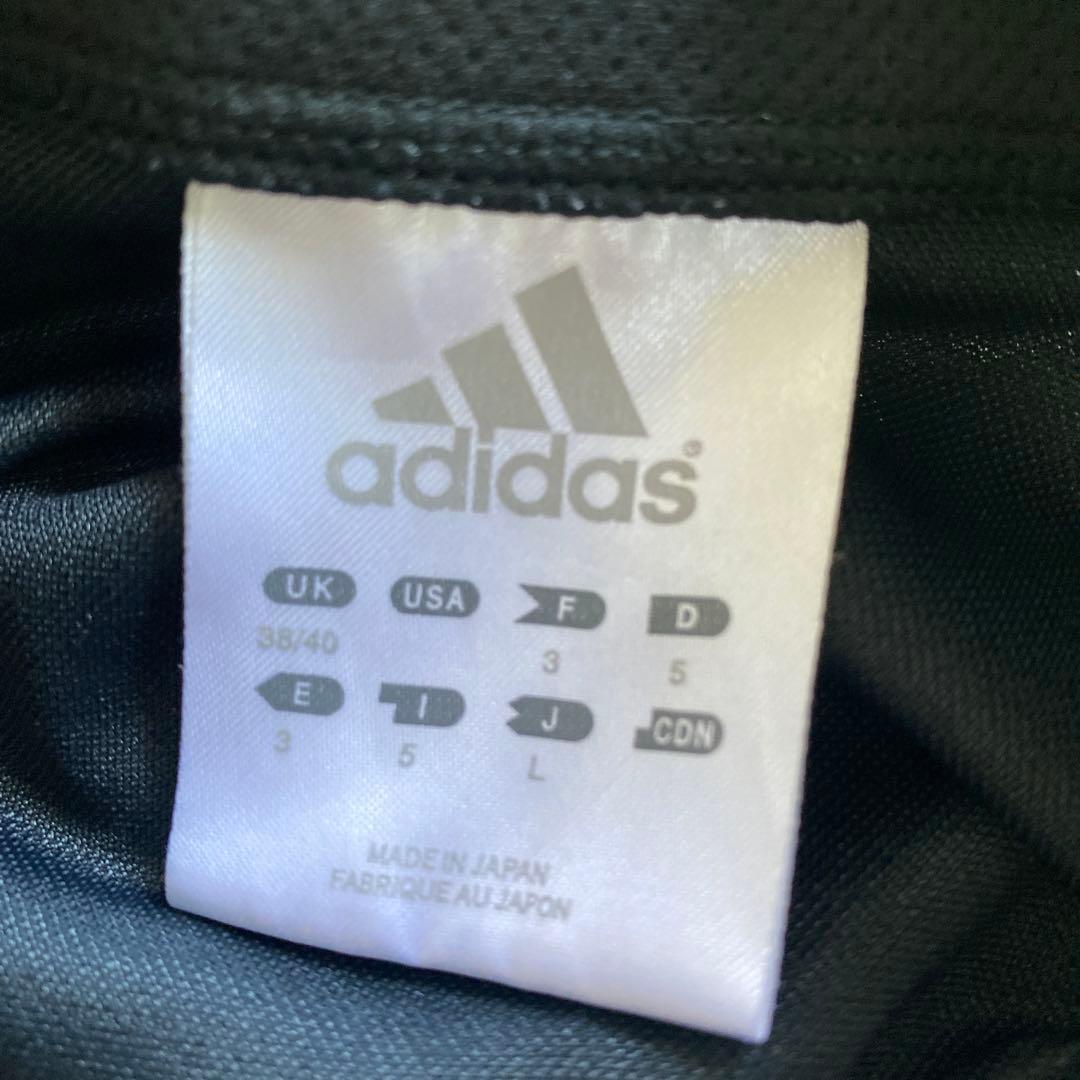 adidas®
UK USA F D
38/40 3 5
E I J CDN
3 5 L
MADE IN JAPAN
FABRIQUE AU JAPON